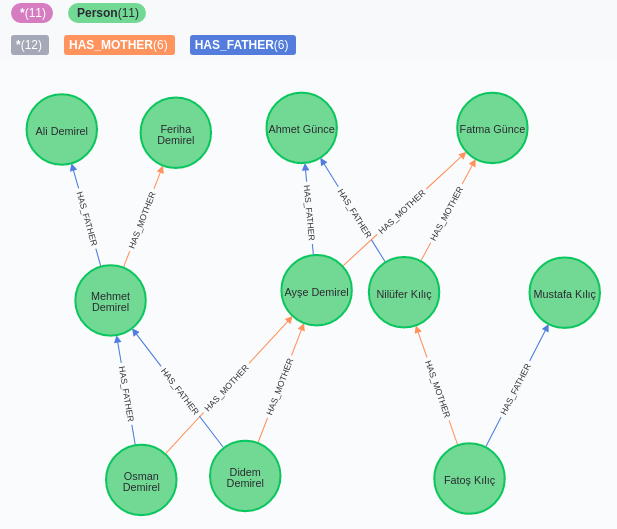 *(11) Person(11)
*(12) HAS_MOTHER(6) HAS_FATHER(6)
Ali Demirel
Feriha
Demirel
Ahmet Günce
Fatma Günce
HAS_FATHER
HAS_MOTHER
HAS_FATHER
HAS_FATHER
HAS_MOTHER
HAS_MOTHER
Mehmet
Demirel
Ayşe Demirel
Nilüfer Kılıç
Mustafa Kılıç
HAS_FATHER
HAS_FATHER
HAS_MOTHER
HAS_MOTHER
HAS_MOTHER
HAS_FATHER
Osman
Demirel
Didem
Demirel
Fatoş Kılıç